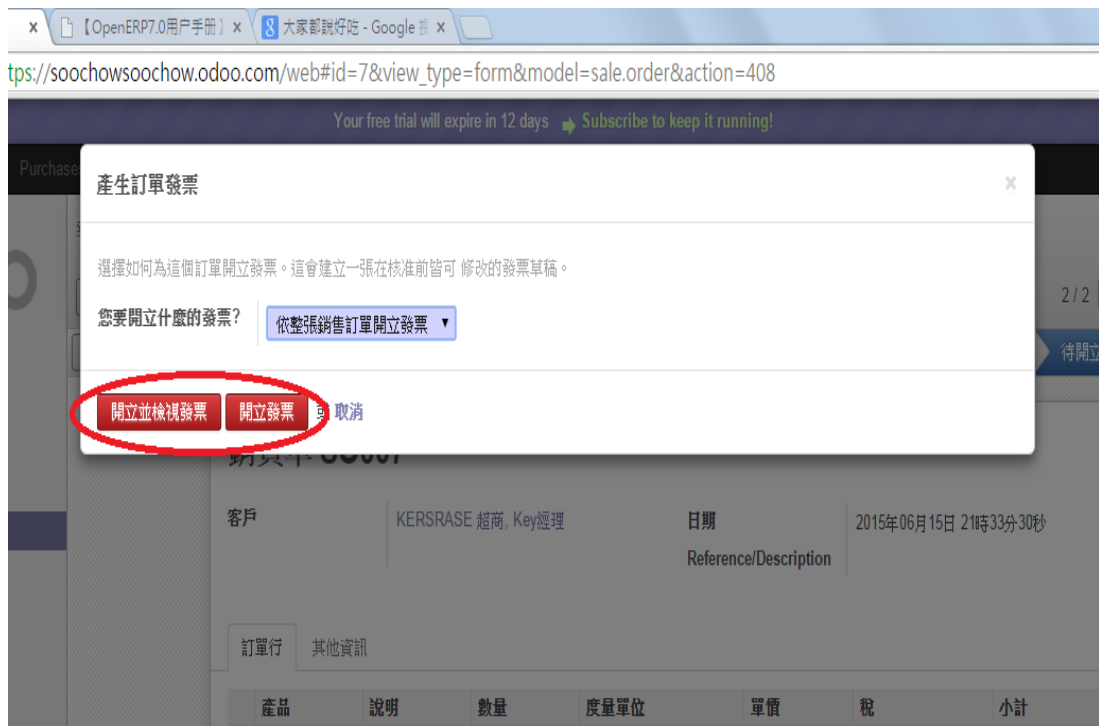 【OpenERP7.0用户手册】
大家都說好吃 - Google 搜
tps://soochowsoochow.odoo.com/web#id=7&view_type=form&model=sale.order&action=408
Your free trial will expire in 12 days Subscribe to keep it running!
Purchase
產生訂單發票
選擇如何為這個訂單開立發票。這會建立一張在核准前皆可 修改的發票草稿。
您要開立什麼的發票? 依整張銷售訂單開立發票
2 / 2
待開立
開立並檢視發票 開立發票 或 取消
客戶 KERSRASE 超商, Key經理 日期 2015年06月15日 21時33分30秒
Reference/Description
訂單行 其他資訊
產品 說明 數量 度量單位 單價 稅 小計